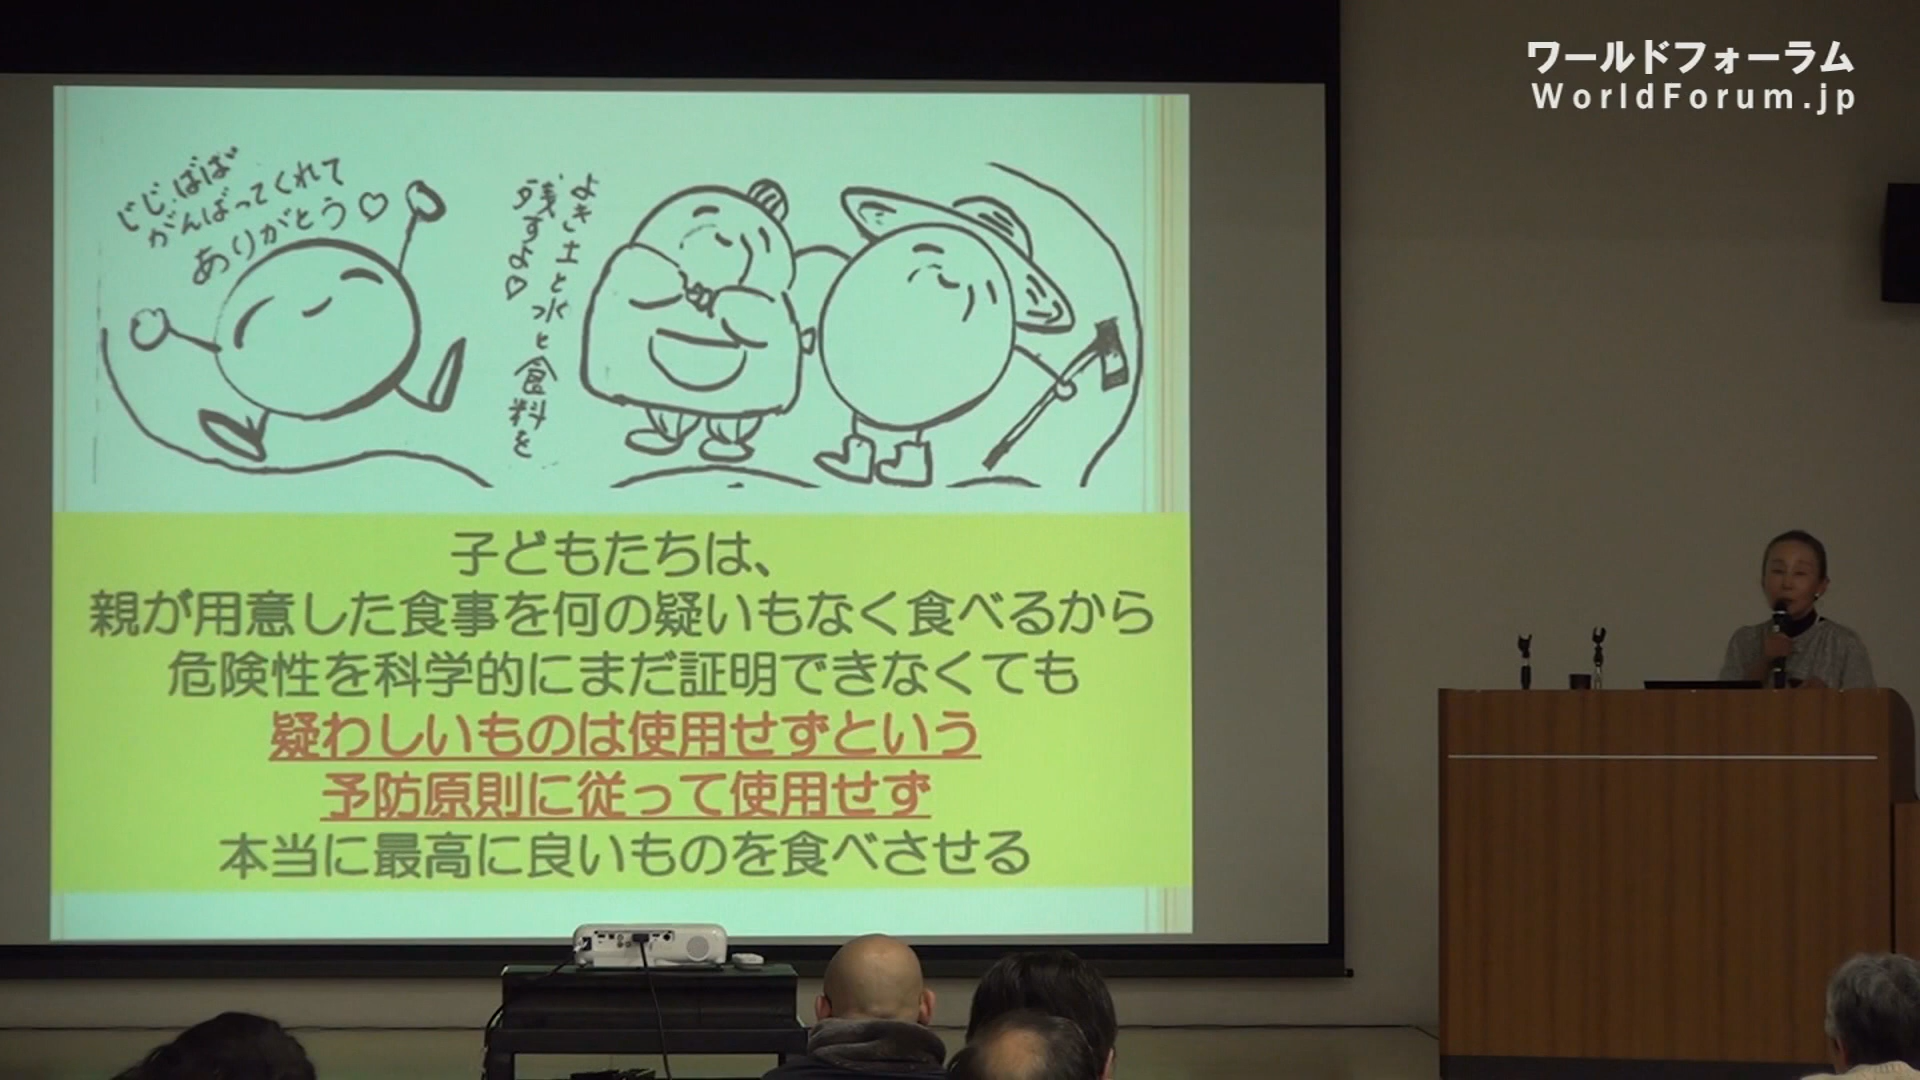 ワールドフォーラム
WorldForum.jp
じじ、ばば
がんばってくれて
ありがとう♡
よき土と水と食料を
残すよ♡
子どもたちは、
親が用意した食事を何の疑いもなく食べるから
危険性を科学的にまだ証明できなくても
疑わしいものは使用せずという
予防原則に従って使用せず
本当に最高に良いものを食べさせる